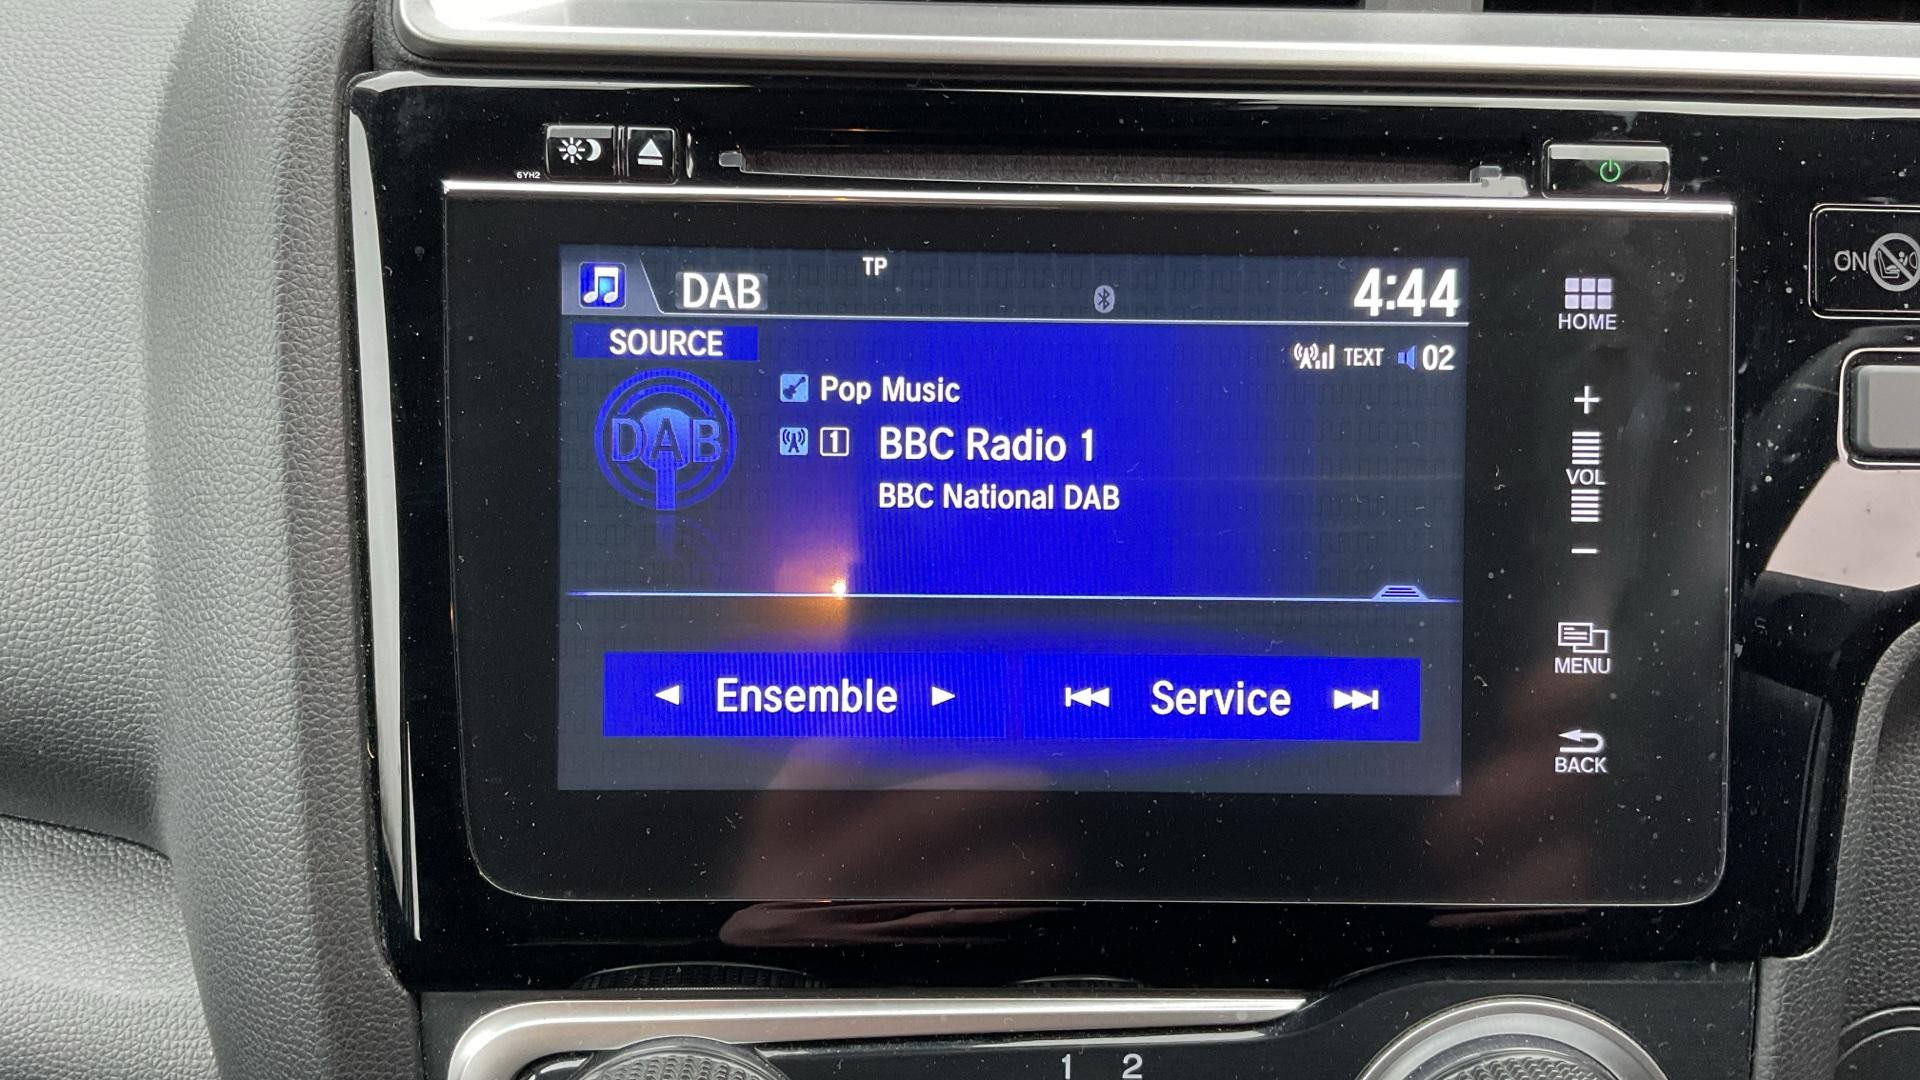 6YH2
TP
DAB
4:44
SOURCE
TEXT 02
Pop Music
DAB
1 BBC Radio 1
BBC National DAB
Ensemble
Service
HOME
+
VOL
−
MENU
BACK
ON
1 2